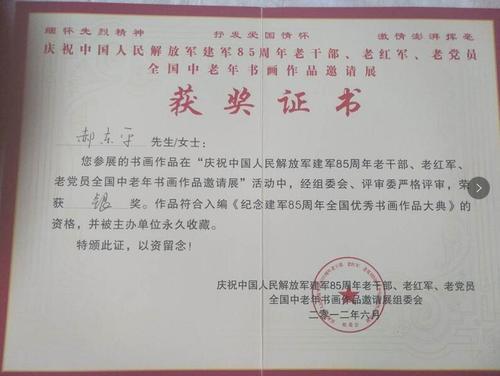 缅怀先烈精神 抒发爱国情怀 激情澎湃挥毫
庆祝中国人民解放军建军85周年老干部、老红军、老党员
全国中老年书画作品邀请展
获奖证书
郝东平 先生/女士:
您参展的书画作品在“庆祝中国人民解放军建军85周年老干部、老红军、
老党员全国中老年书画作品邀请展”活动中，经组委会、评审委严格评审，荣
获 银 奖。作品符合入编《纪念建军85周年全国优秀书画作品大典》的
资格，并被主办单位永久收藏。
特颁此证，以资留念！
庆祝中国人民解放军建军85周年老干部、老红军、老党员
全国中老年书画作品邀请展组委会
二〇一二年六月